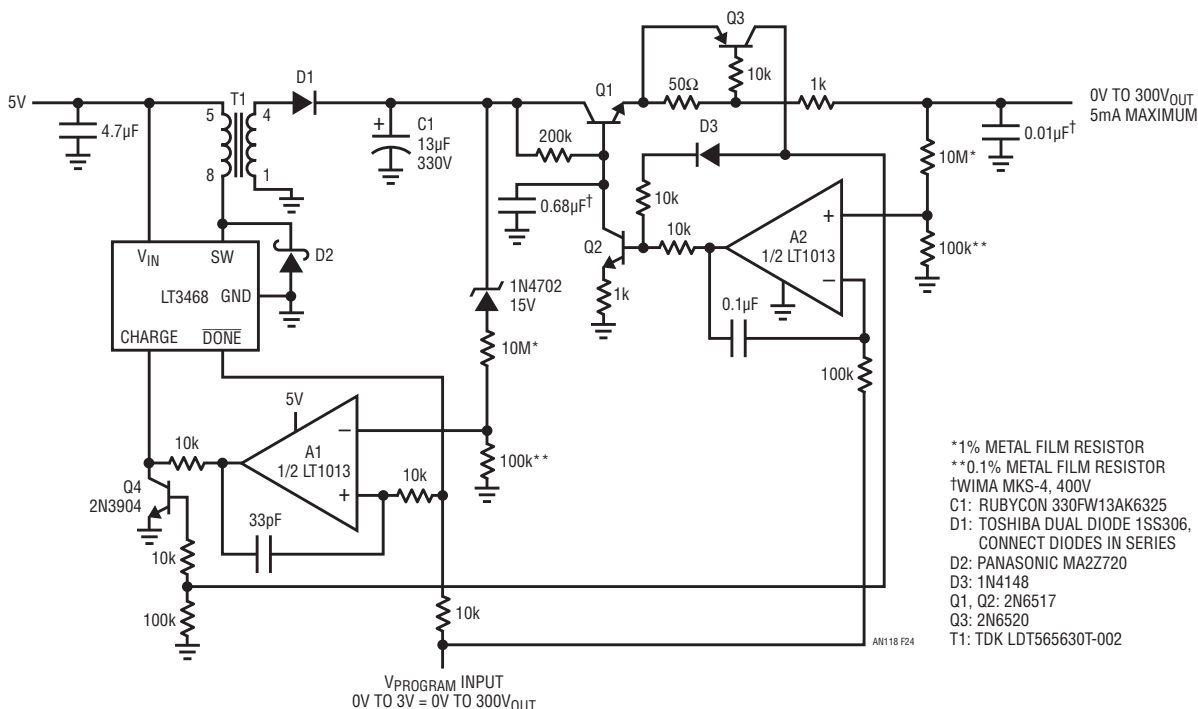 Q3
10k
D1
Q1
50Ω
1k
5V
T1
5
4
8
1
4.7µF
+
C1
13µF
330V
200k
D3
0V TO 300VOUT
5mA MAXIMUM
0.01µF†
10M*
0.68µF†
10k
10k
Q2
1k
+
A2
1/2 LT1013
−
100k**
VIN
SW
D2
LT3468
GND
CHARGE
DONE
1N4702
15V
10M*
0.1µF
100k
5V
10k
A1
1/2 LT1013
−
+
10k
100k**
Q4
2N3904
33pF
10k
100k
10k
VPROGRAM INPUT
0V TO 3V = 0V TO 300VOUT
*1% METAL FILM RESISTOR
**0.1% METAL FILM RESISTOR
†WIMA MKS-4, 400V
C1: RUBYCON 330FW13AK6325
D1: TOSHIBA DUAL DIODE 1SS306,
CONNECT DIODES IN SERIES
D2: PANASONIC MA2Z720
D3: 1N4148
Q1, Q2: 2N6517
Q3: 2N6520
T1: TDK LDT565630T-002
AN118 F24